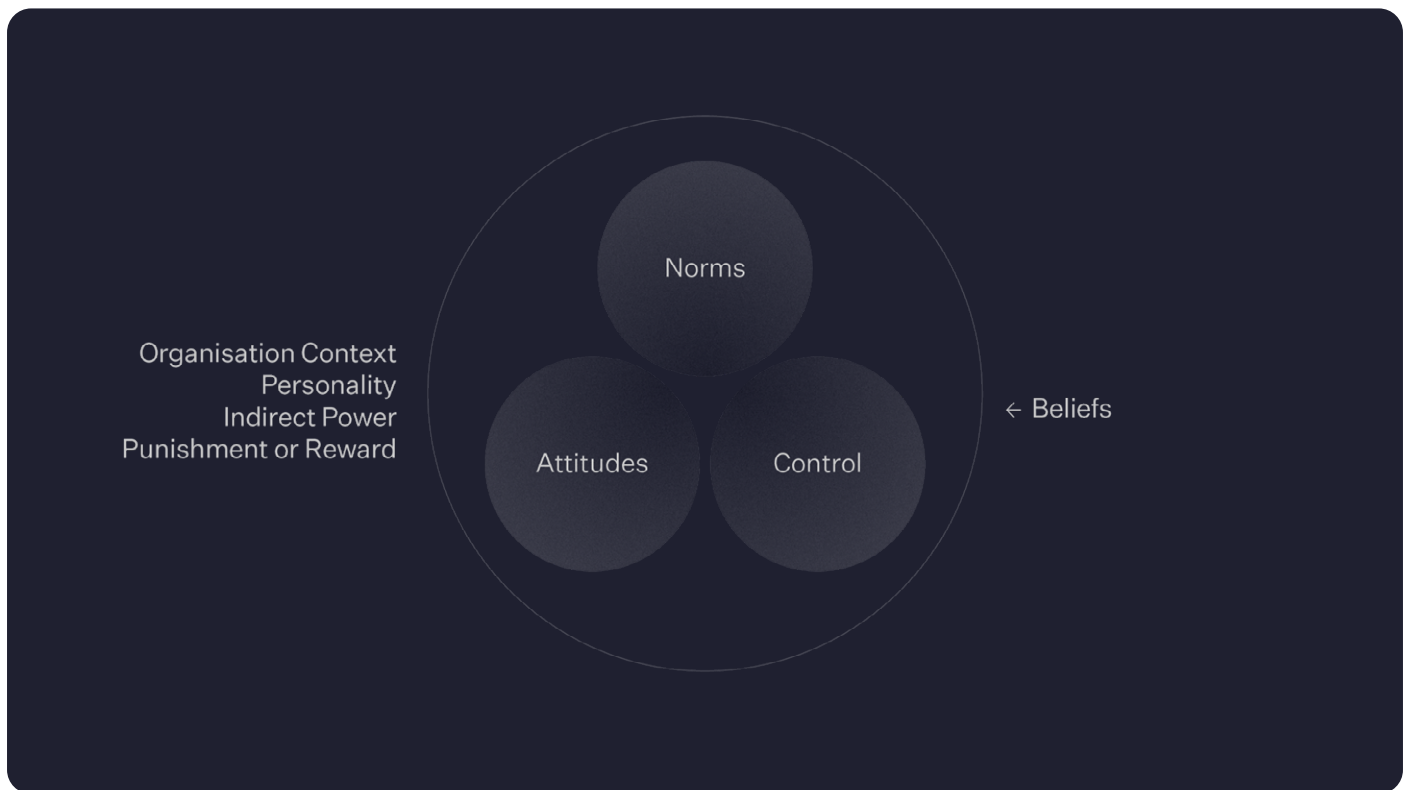 Norms
Organisation Context
Personality
Indirect Power
Punishment or Reward
Attitudes
Control
← Beliefs